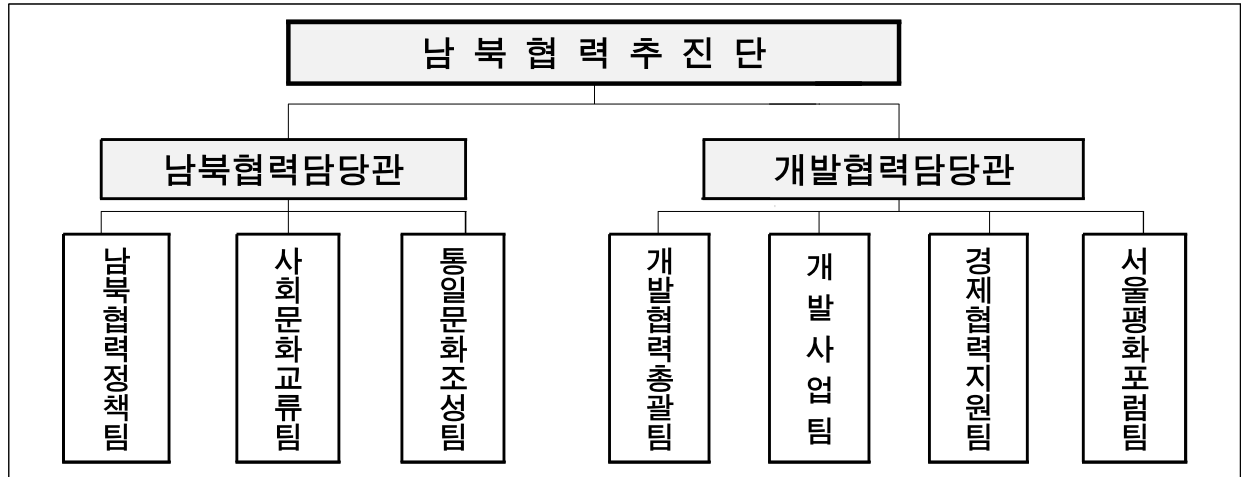 남 북 협 력 추 진 단
남북협력담당관
개발협력담당관
남북협력정책팀
사회문화교류팀
통일문화조성팀
개발협력총괄팀
개발사업팀
경제협력지원팀
서울평화포럼팀